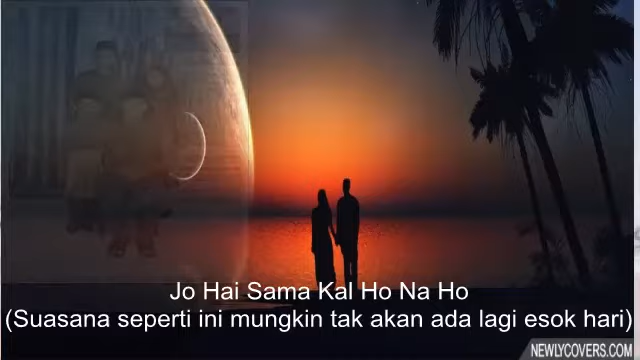 Jo Hai Sama Kal Ho Na Ho
(Suasana seperti ini mungkin tak akan ada lagi esok hari)
NEWLYCOVERS.COM